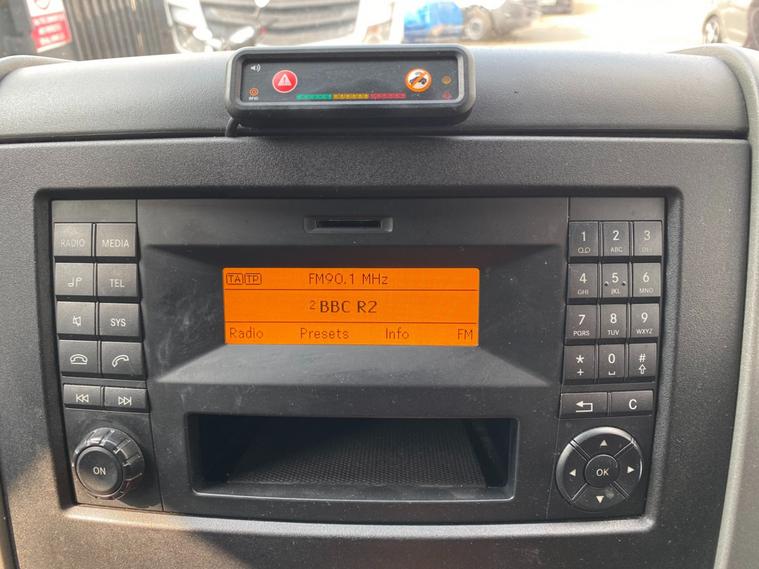 RFID
TA TP FM90.1 MHz
2 BBC R2
Radio Presets Info FM
RADIO MEDIA
TEL
SYS
ON
1 2 ABC 3 DEF
4 GHI 5 JKL 6 MNO
7 PQRS 8 TUV 9 WXYZ
* + 0 #
C
OK